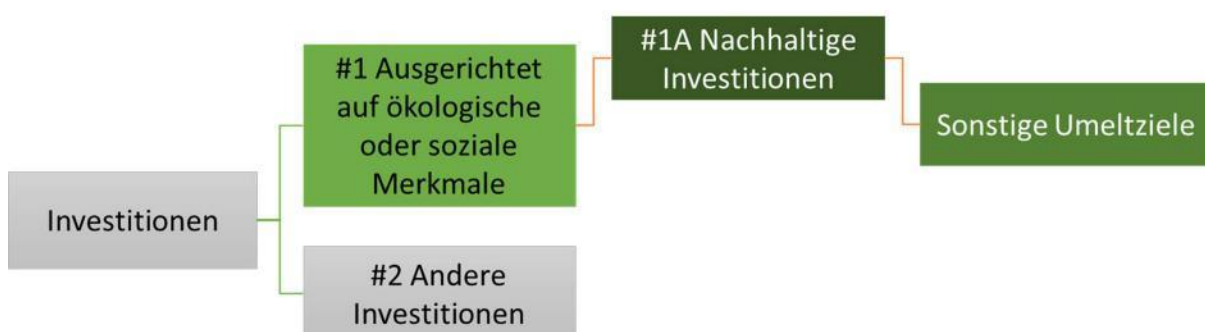 Investitionen
#1 Ausgerichtet
auf ökologische
oder soziale
Merkmale
#2 Andere
Investitionen
#1A Nachhaltige
Investitionen
Sonstige Umeltziele